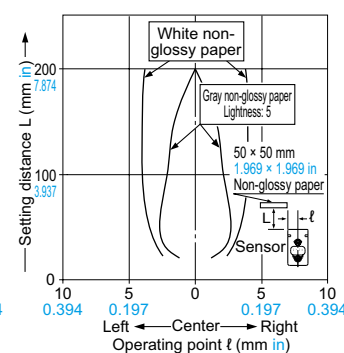 White non-
glossy paper
Gray non-glossy paper
Lightness: 5
50 × 50 mm
1.969 × 1.969 in
Non-glossy paper
L
ℓ
Sensor
Setting distance L (mm in)
200
7.874
100
3.937
0
10 5 0 5 10
0.394 0.197 0.197 0.394
Left Center Right
Operating point ℓ (mm in)